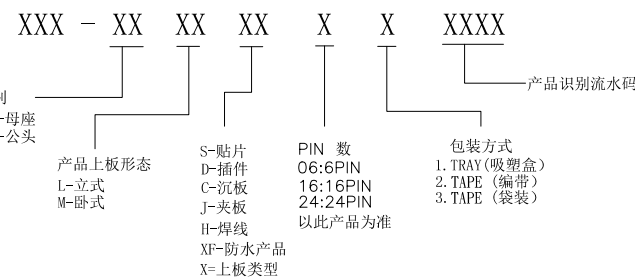 XXX-XX XX XX X X XXXX
产品识别流水码
-母座
-公头
产品上板形态
L-立式
M-卧式
S-贴片
D-插件
C-沉板
J-夹板
H-焊线
XF-防水产品
X=上板类型
PIN 数
06:6PIN
16:16PIN
24:24PIN
以此产品为准
包装方式
1.TRAY(吸塑盒)
2.TAPE (编带)
3.TAPE (袋装)